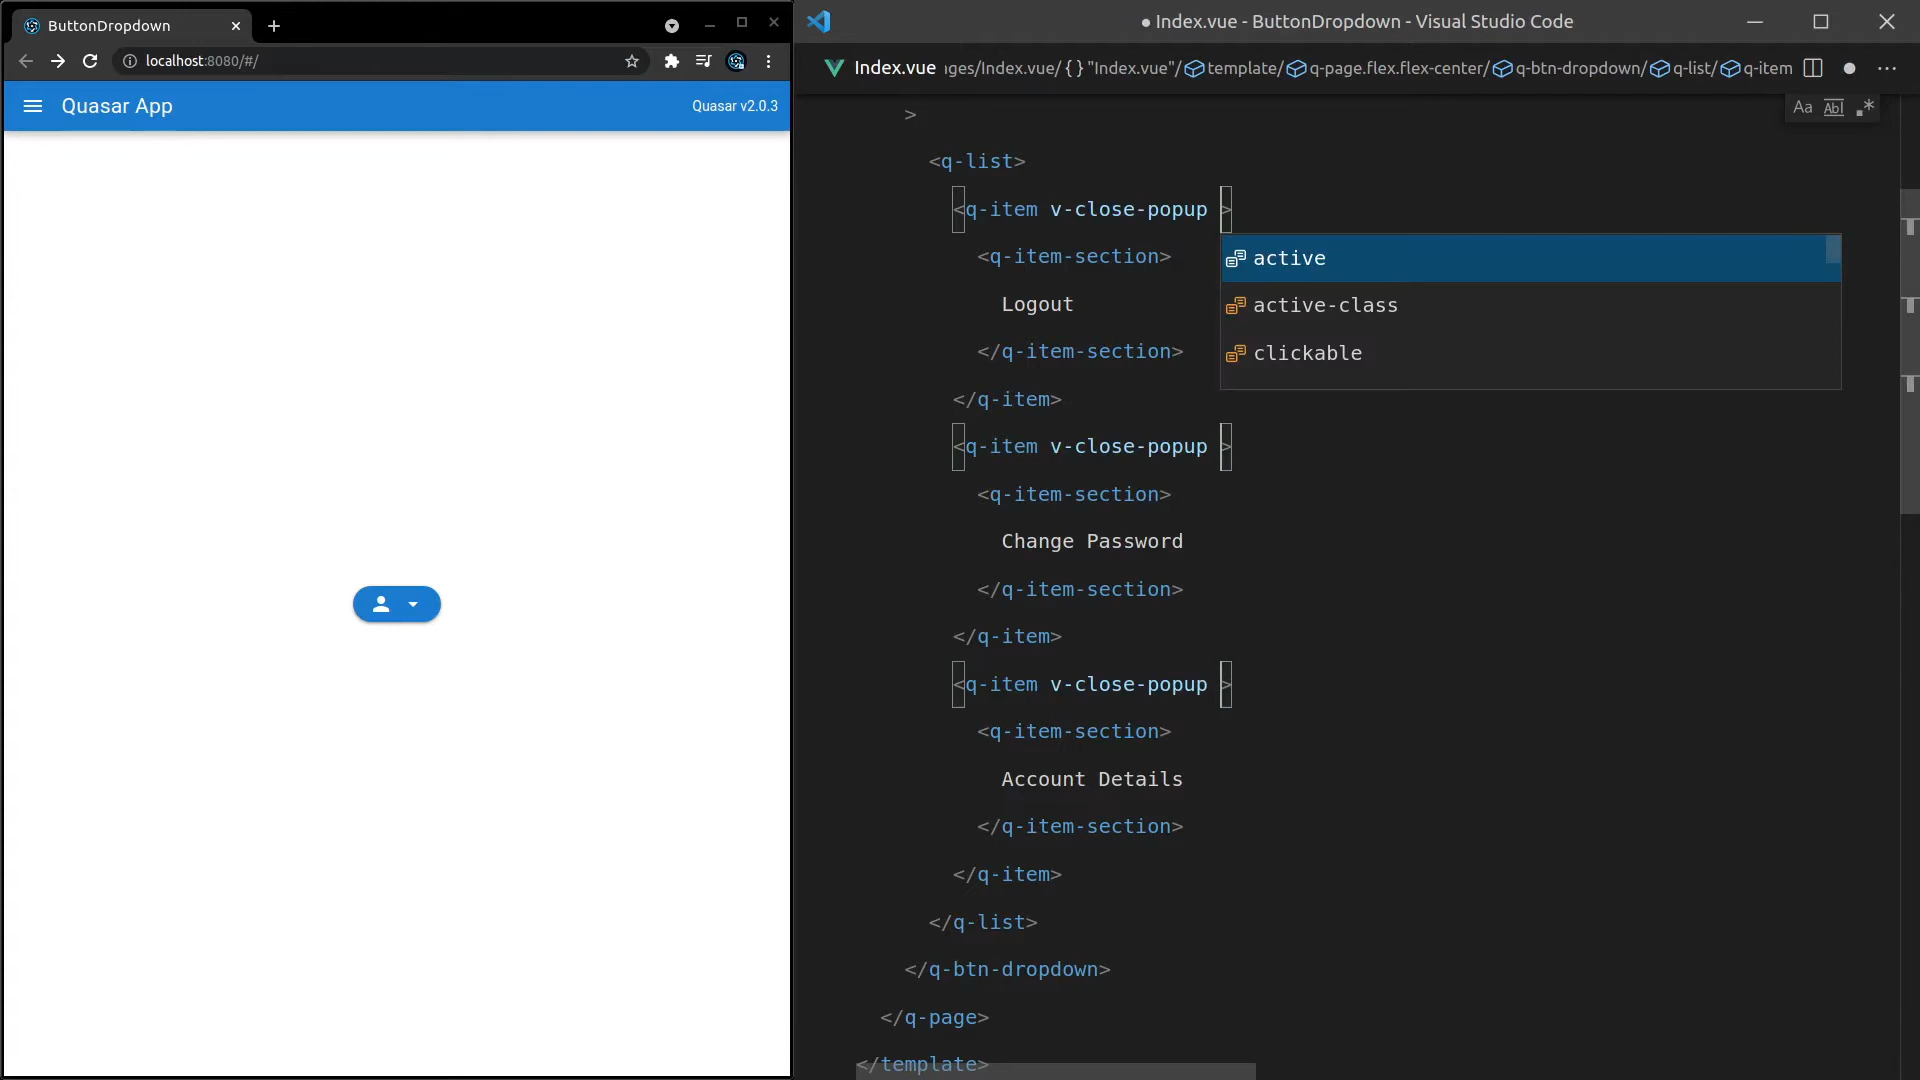 ButtonDropdown
localhost:8080/#/
Quasar App
Quasar v2.0.3
● Index.vue - ButtonDropdown - Visual Studio Code
Index.vue ges/Index.vue/{ } "Index.vue"/ template/ q-page.flex.flex-center/ q-btn-dropdown/ q-list/ q-item ···
Aa Abl .*
>
<q-list>
<q-item v-close-popup >
<q-item-section>
Logout
</q-item-section>
</q-item>
active
active-class
clickable
<q-item v-close-popup >
<q-item-section>
Change Password
</q-item-section>
</q-item>
<q-item v-close-popup >
<q-item-section>
Account Details
</q-item-section>
</q-item>
</q-list>
</q-btn-dropdown>
</q-page>
</template>